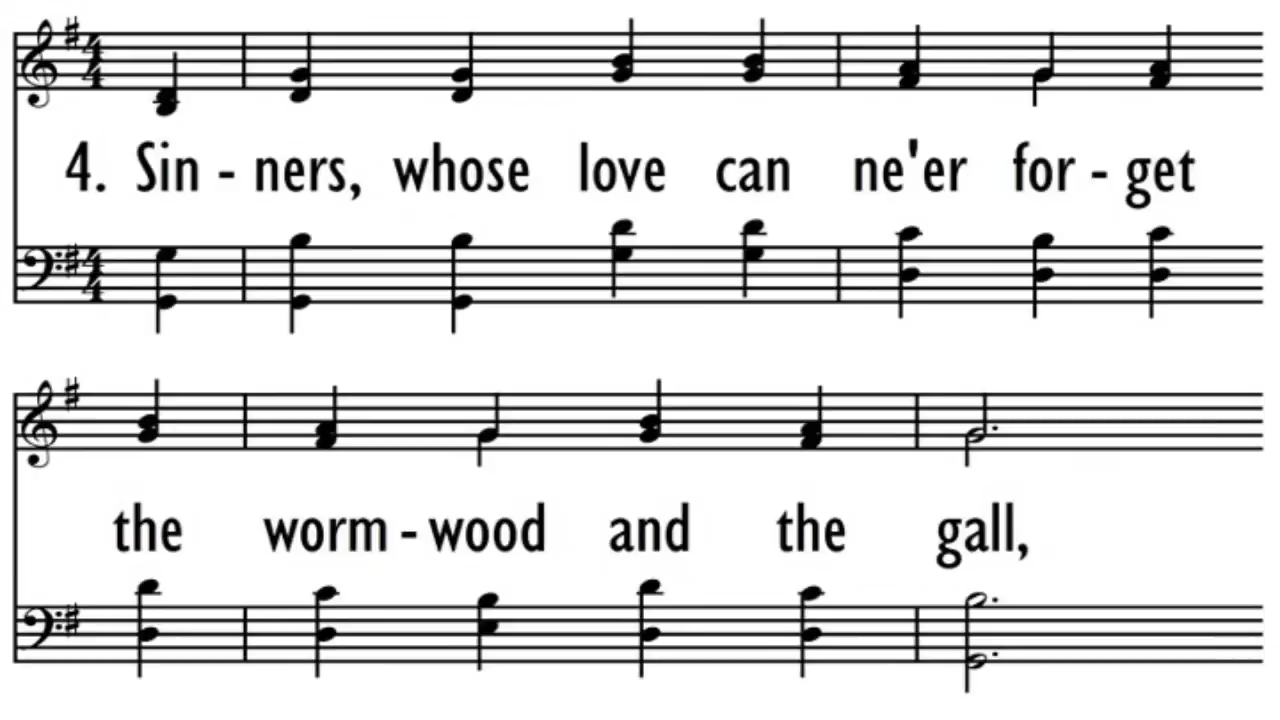 4. Sin - ners, whose love can ne'er for - get
the worm - wood and the gall,